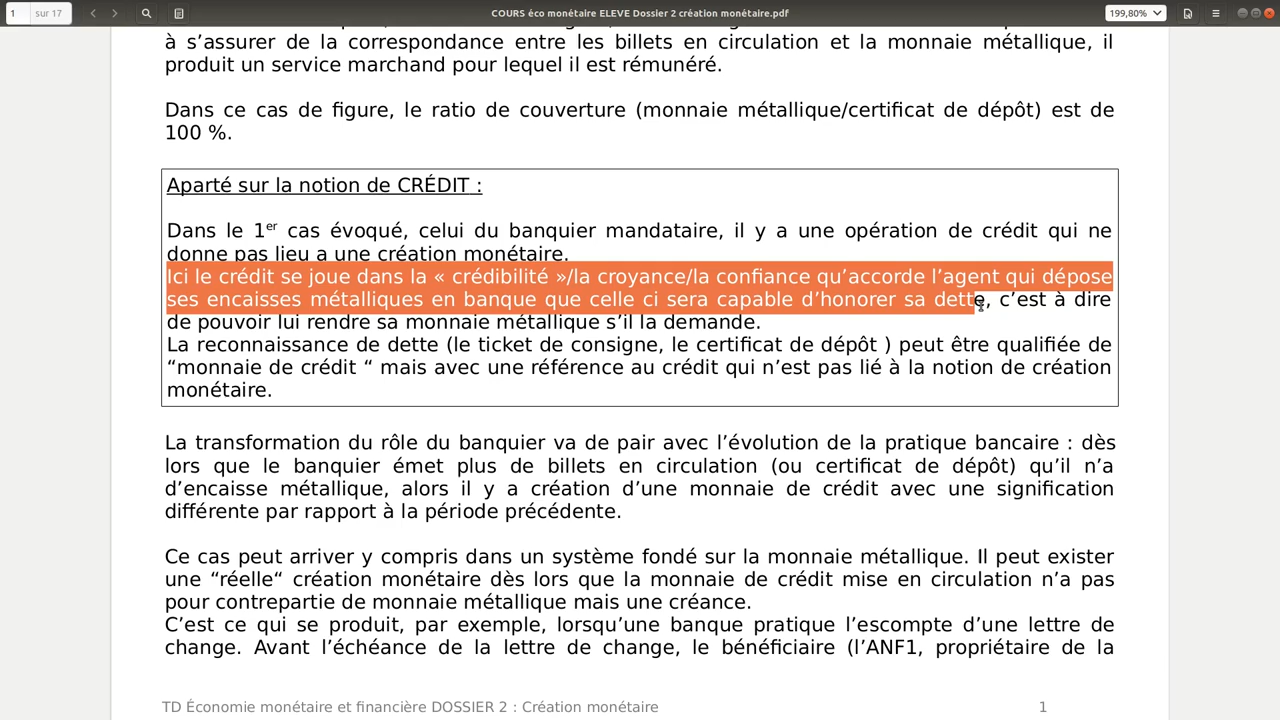 1 sur 17
COURS éco monétaire ELEVE Dossier 2 création monétaire.pdf
199,80%
à s’assurer de la correspondance entre les billets en circulation et la monnaie métallique, il
produit un service marchand pour lequel il est rémunéré.
Dans ce cas de figure, le ratio de couverture (monnaie métallique/certificat de dépôt) est de
100 %.
Aparté sur la notion de CRÉDIT :
Dans le 1er cas évoqué, celui du banquier mandataire, il y a une opération de crédit qui ne
donne pas lieu a une création monétaire.
Ici le crédit se joue dans la « crédibilité »/la croyance/la confiance qu’accorde l’agent qui dépose
ses encaisses métalliques en banque que celle ci sera capable d’honorer sa dette, c’est à dire
de pouvoir lui rendre sa monnaie métallique s’il la demande.
La reconnaissance de dette (le ticket de consigne, le certificat de dépôt ) peut être qualifiée de
“monnaie de crédit “ mais avec une référence au crédit qui n’est pas lié à la notion de création
monétaire.
La transformation du rôle du banquier va de pair avec l’évolution de la pratique bancaire : dès
lors que le banquier émet plus de billets en circulation (ou certificat de dépôt) qu’il n’a
d’encaisse métallique, alors il y a création d’une monnaie de crédit avec une signification
différente par rapport à la période précédente.
Ce cas peut arriver y compris dans un système fondé sur la monnaie métallique. Il peut exister
une “réelle“ création monétaire dès lors que la monnaie de crédit mise en circulation n’a pas
pour contrepartie de monnaie métallique mais une créance.
C’est ce qui se produit, par exemple, lorsqu’une banque pratique l’escompte d’une lettre de
change. Avant l’échéance de la lettre de change, le bénéficiaire (l’ANF1, propriétaire de la
TD Économie monétaire et financière DOSSIER 2 : Création monétaire 1